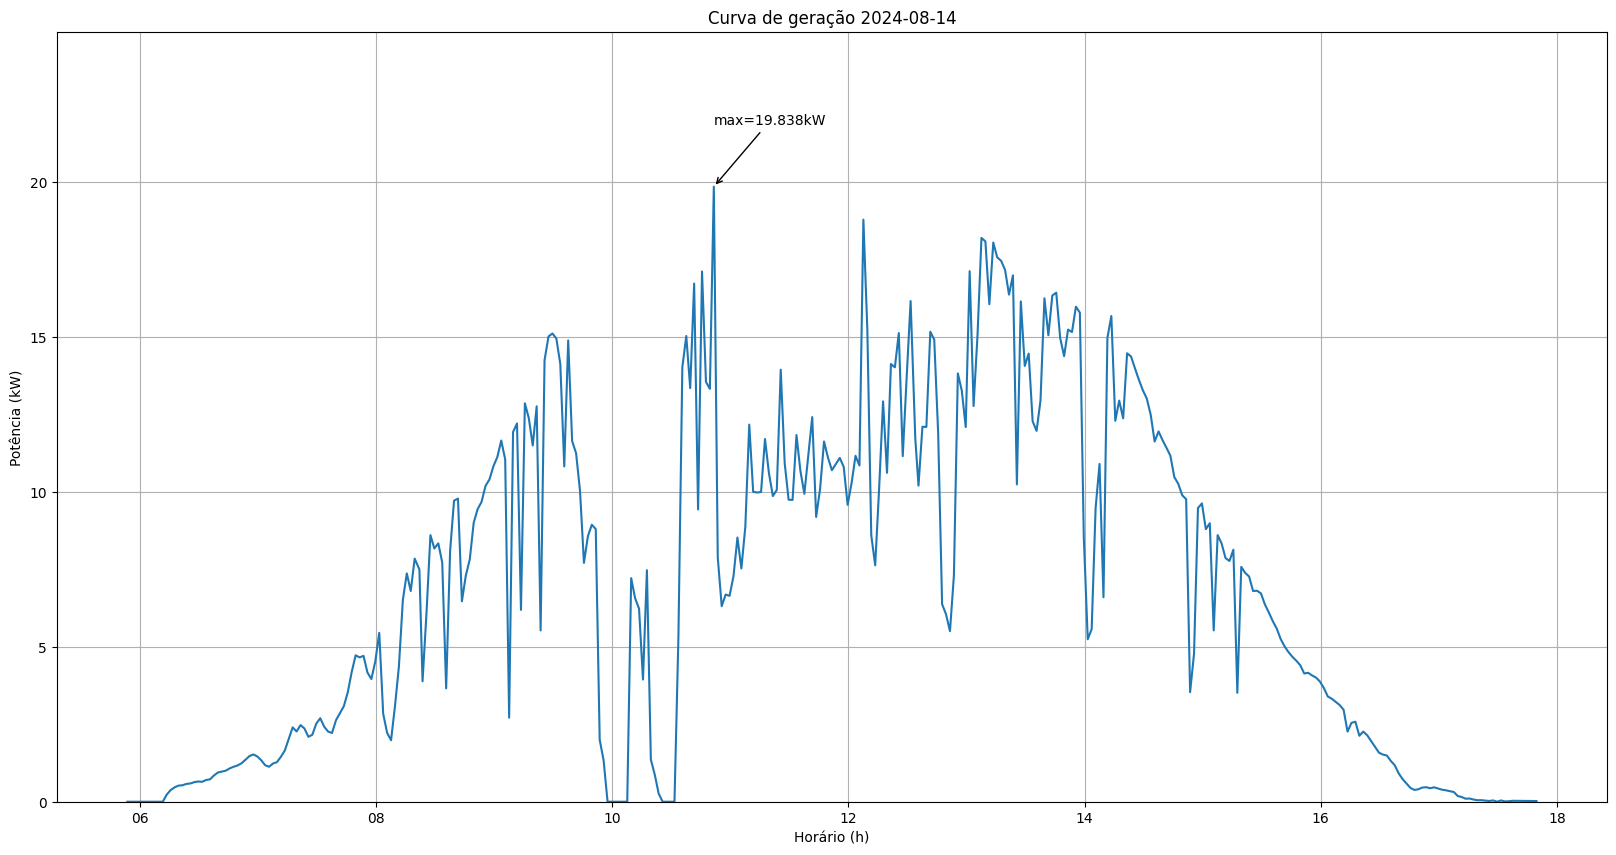 Curva de geração 2024-08-14
max=19.838kW
20
15
10
5
0
Potência (kW)
06 08 10 12 14 16 18
Horário (h)